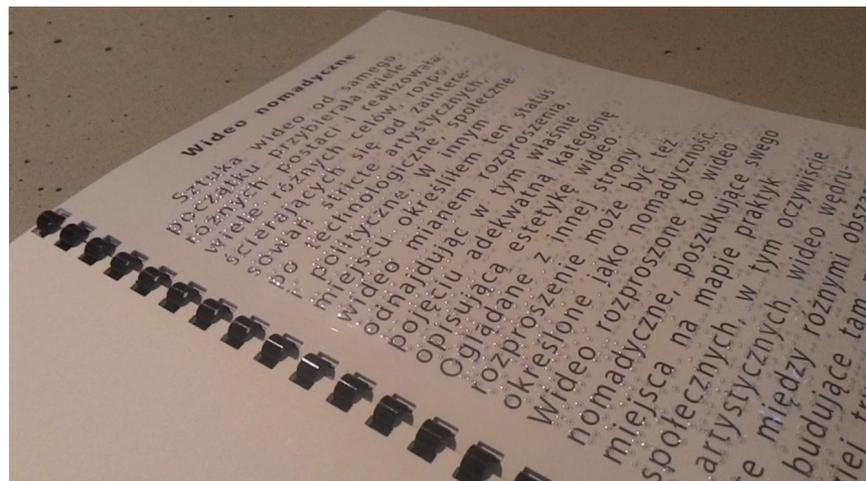 Wideo nomadyczne
Sztuka wideo od samego
początku przybierała wiele
różnych postaci i realizowała
wiele różnych celów, rozpo-
ścierających się od zaintere-
sowań stricte artystycznych,
po technologiczne, społeczne
i polityczne. W innym
miejscu określiłem ten status
wideo mianem rozproszenia,
odnajdując w tym właśnie
pojęciu adekwatną kategorię
opisującą estetykę wideo.
Oglądane z innej strony
rozproszenie może być też
określone jako nomadyczność.
Wideo rozproszone to wideo
nomadyczne, poszukujące swego
miejsca na mapie praktyk
społecznych, w tym oczywiście
artystycznych, wideo wędru-
między różnymi
budujące tam